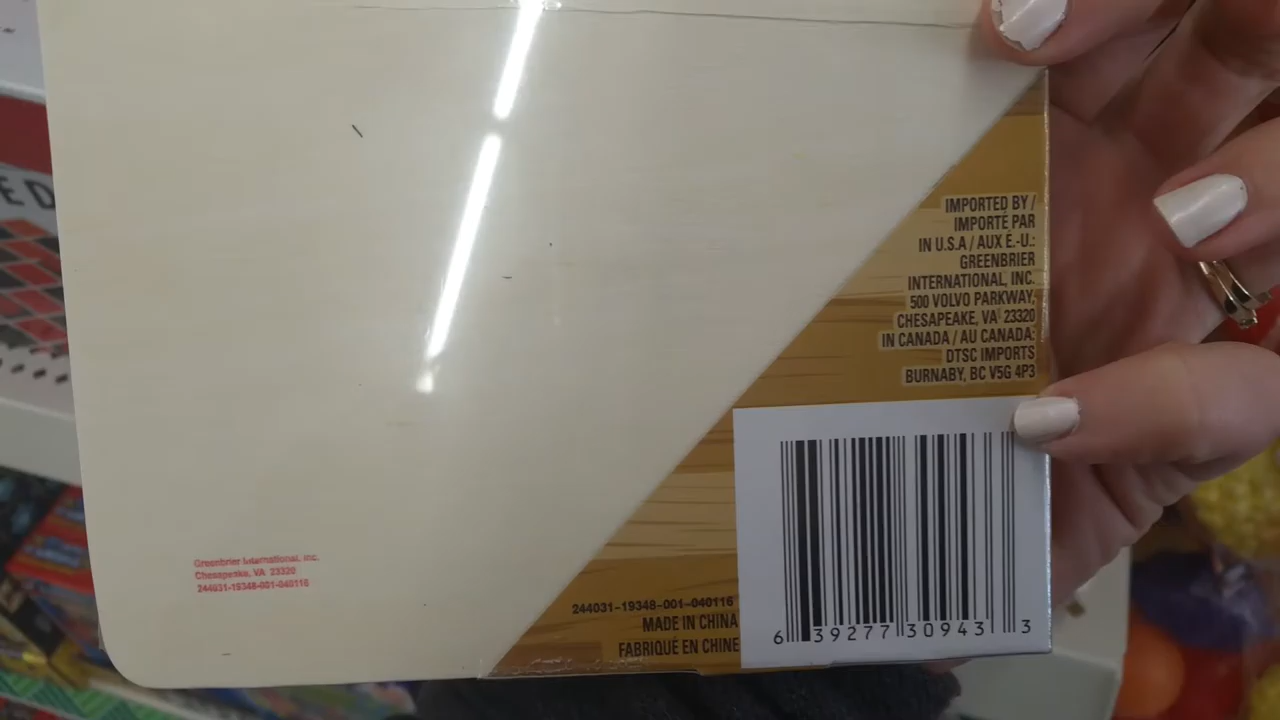 ED
IMPORTED BY /
IMPORTÉ PAR
IN U.S.A / AUX É.-U.:
GREENBRIER
INTERNATIONAL, INC.
500 VOLVO PARKWAY,
CHESAPEAKE, VA 23320
IN CANADA / AU CANADA:
DTSC IMPORTS
BURNABY, BC V5G 4P3
Greenbrier International, Inc.
Chesapeake, VA 23320
244031-19348-001-040116
244031-19348-001-040116
MADE IN CHINA
FABRIQUÉ EN CHINE
6 39277 30943 3